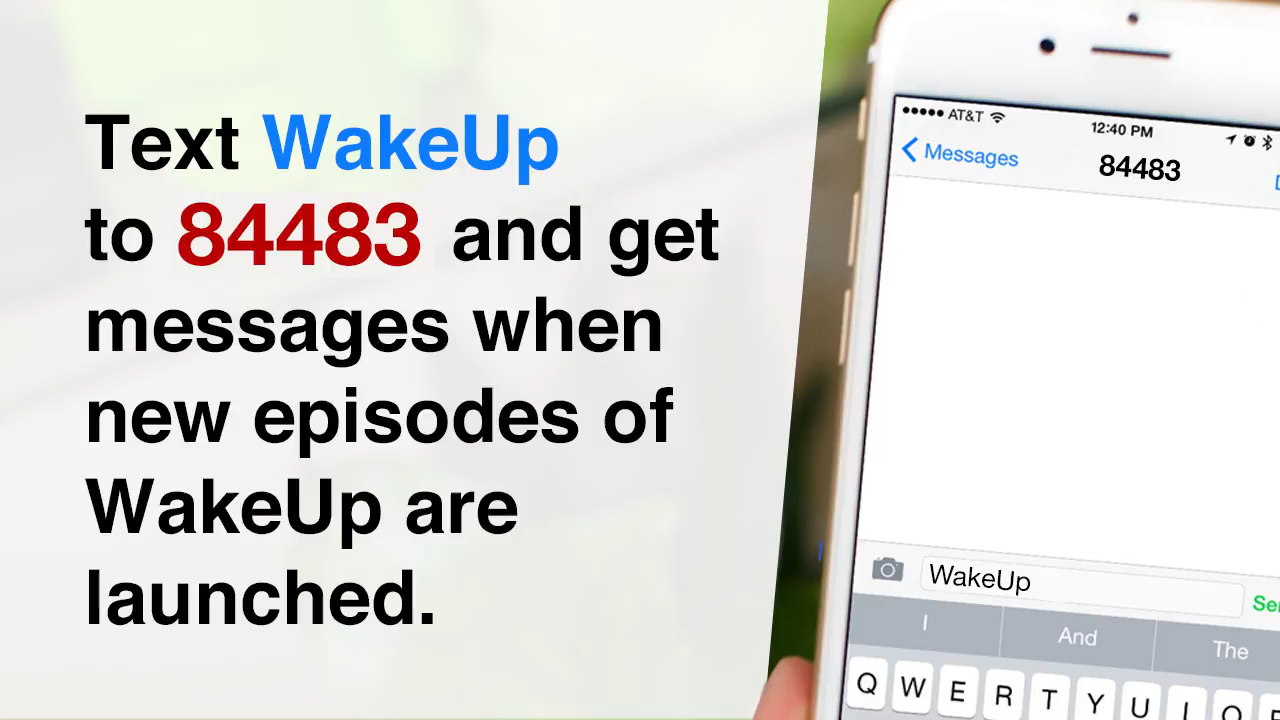 Text WakeUp
to 84483 and get
messages when
new episodes of
WakeUp are
launched.
AT&T
12:40 PM
Messages
84483
WakeUp
I And The
Q W E R T Y U